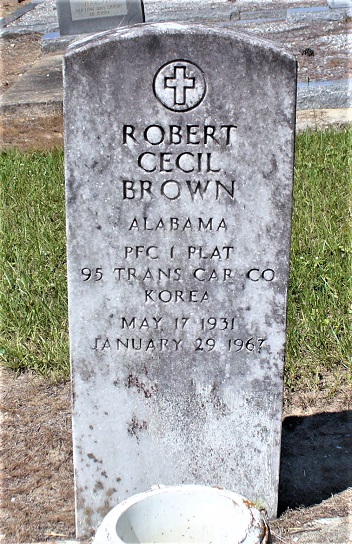 ROBERT
CECIL
BROWN
ALABAMA
PFC 1 PLAT
95 TRANS CAR CO
KOREA
MAY 17 1931
JANUARY 29 1967